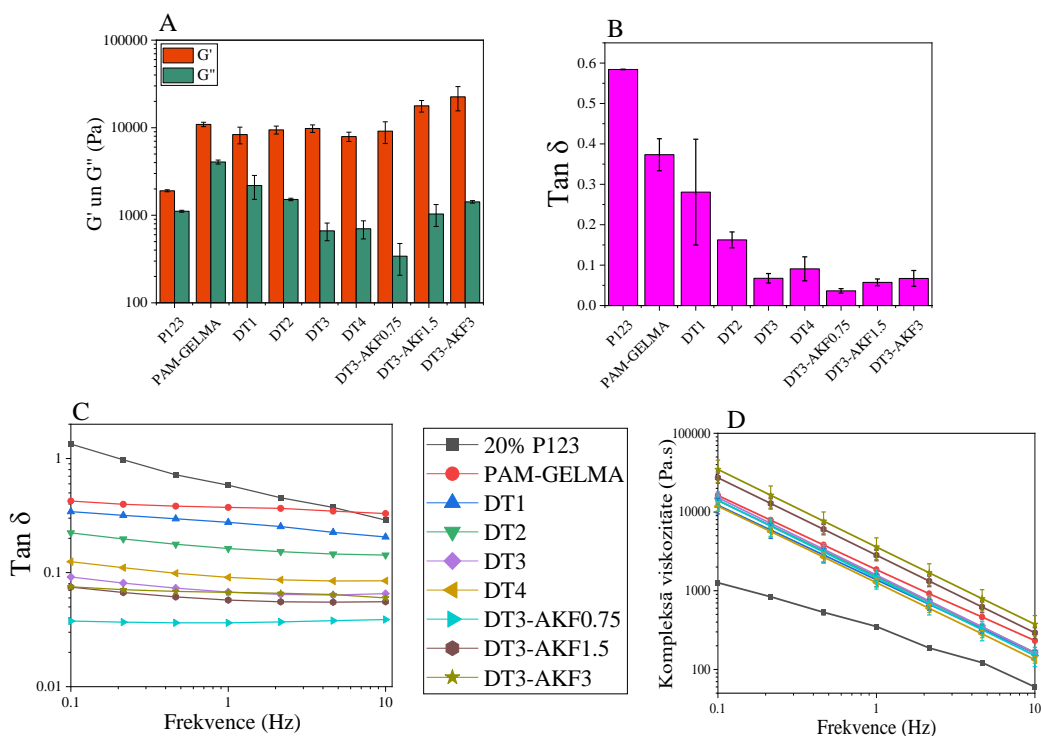 A
100000
10000
1000
100
G' un G" (Pa)
G'
G"
P123
PAM-GELMA
DT1
DT2
DT3
DT4
DT3-AKF0.75
DT3-AKF1.5
DT3-AKF3
B
0.6
0.5
0.4
0.3
0.2
0.1
0.0
Tan δ
P123
PAM-GELMA
DT1
DT2
DT3
DT4
DT3-AKF0.75
DT3-AKF1.5
DT3-AKF3
C
1
0.1
0.01
Tan δ
0.1
1
10
Frekvence (Hz)
20% P123
PAM-GELMA
DT1
DT2
DT3
DT4
DT3-AKF0.75
DT3-AKF1.5
DT3-AKF3
D
100000
10000
1000
100
Kompleksā viskozitāte (Pa.s)
0.1
1
10
Frekvence (Hz)